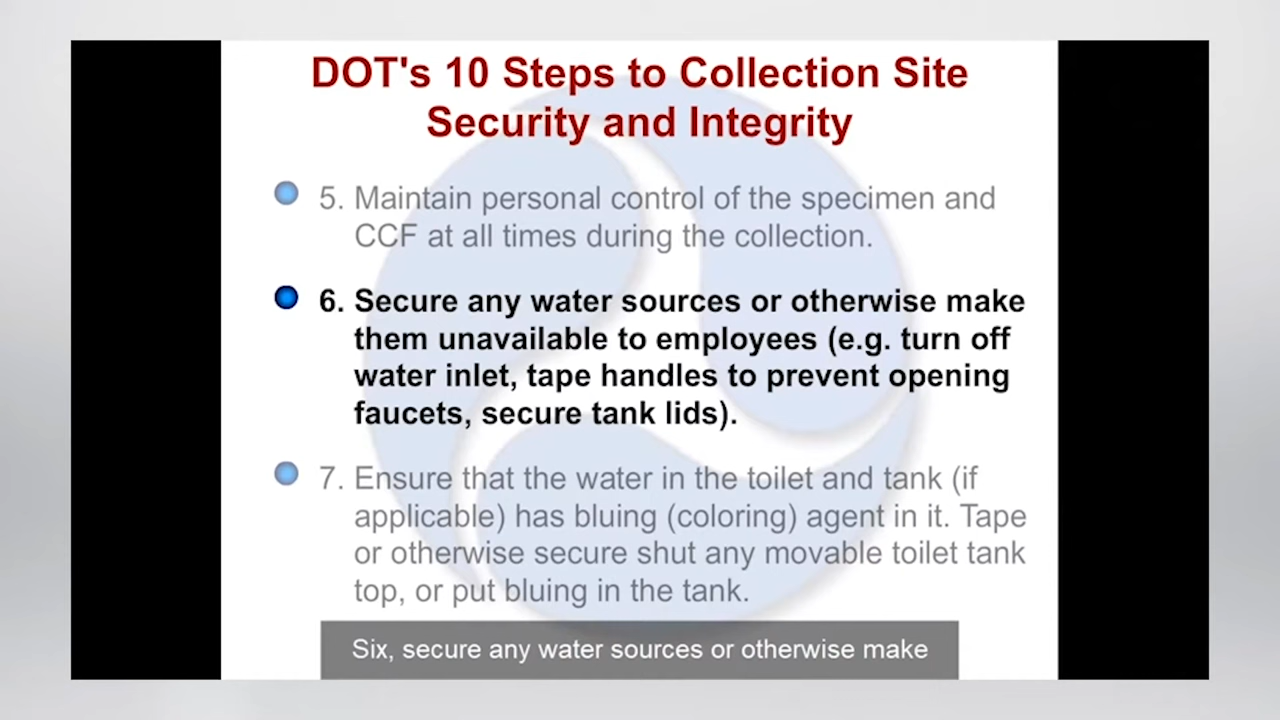 DOT's 10 Steps to Collection Site
Security and Integrity
5. Maintain personal control of the specimen and
CCF at all times during the collection.
6. Secure any water sources or otherwise make
them unavailable to employees (e.g. turn off
water inlet, tape handles to prevent opening
faucets, secure tank lids).
7. Ensure that the water in the toilet and tank (if
applicable) has bluing (coloring) agent in it. Tape
or otherwise secure shut any movable toilet tank
top, or put bluing in the tank.
Six, secure any water sources or otherwise make